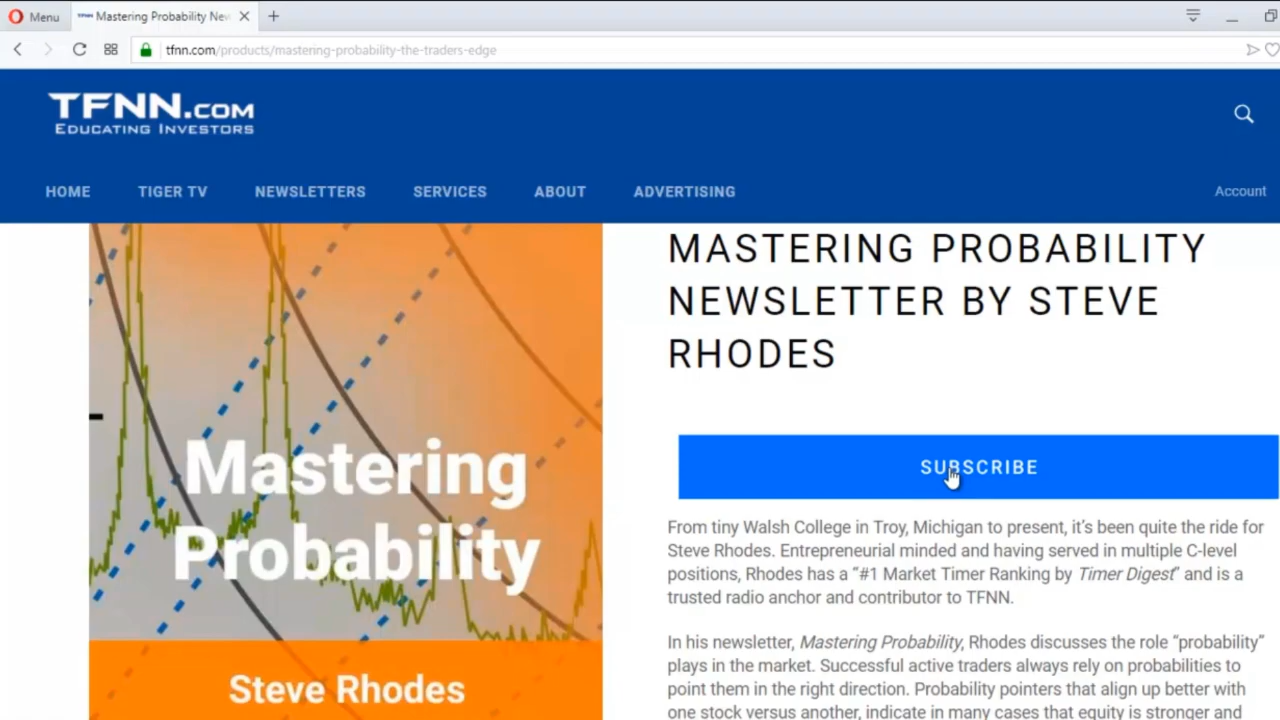 Menu
TFNN Mastering Probability New
tfnn.com/products/mastering-probability-the-traders-edge
TFNN.COM
EDUCATING INVESTORS
HOME TIGER TV NEWSLETTERS SERVICES ABOUT ADVERTISING Account
Mastering
Probability
Steve Rhodes
MASTERING PROBABILITY
NEWSLETTER BY STEVE
RHODES
SUBSCRIBE
From tiny Walsh College in Troy, Michigan to present, it's been quite the ride for
Steve Rhodes. Entrepreneurial minded and having served in multiple C-level
positions, Rhodes has a “#1 Market Timer Ranking by Timer Digest” and is a
trusted radio anchor and contributor to TFNN.
In his newsletter, Mastering Probability, Rhodes discusses the role “probability”
plays in the market. Successful active traders always rely on probabilities to
point them in the right direction. Probability pointers that align up better with
one stock versus another, indicate in many cases that equity is stronger and